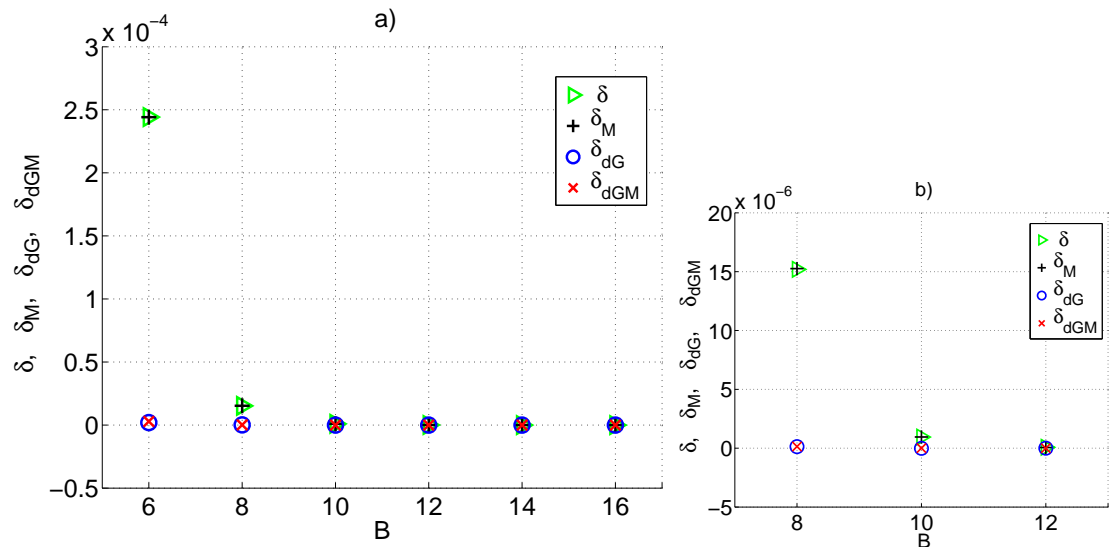 a)
x 10⁻⁴
3
2.5
2
1.5
1
0.5
0
−0.5
6 8 10 12 14 16
B
δ, δ_M, δ_dG, δ_dGM
δ
δ_M
δ_dG
δ_dGM
b)
x 10⁻⁶
20
15
10
5
0
−5
8 10 12
B
δ, δ_M, δ_dG, δ_dGM
δ
δ_M
δ_dG
δ_dGM